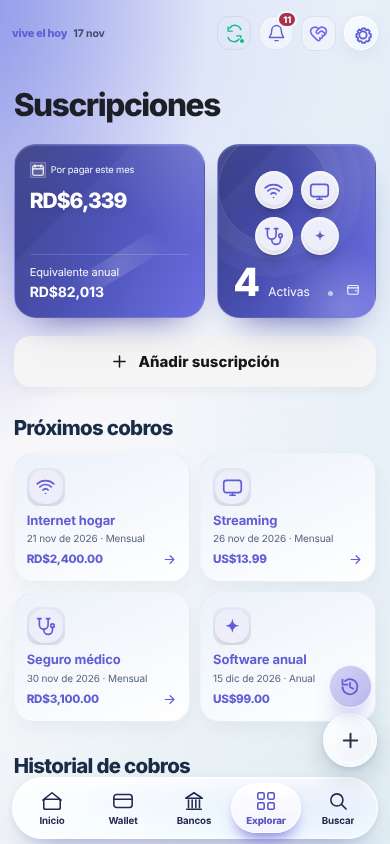 vive el hoy 17 nov
11
Suscripciones
Por pagar este mes
RD$6,339
Equivalente anual
RD$82,013
4 Activas
Añadir suscripción
Próximos cobros
Internet hogar
21 nov de 2026 · Mensual
RD$2,400.00
Streaming
26 nov de 2026 · Mensual
US$13.99
Seguro médico
30 nov de 2026 · Mensual
RD$3,100.00
Software anual
15 dic de 2026 · Anual
US$99.00
Historial de cobros
Inicio
Wallet
Bancos
Explorar
Buscar